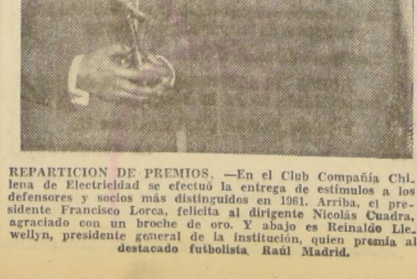 REPARTICION DE PREMIOS. —En el Club Compañía Chi-
lena de Electricidad se efectuó la entrega de estímulos a los
defensores y socios más distinguidos en 1961. Arriba, el pre-
sidente Francisco Lorca, felicita al dirigente Nicolás Cuadra,
agraciado con un broche de oro. Y abajo es Reinaldo Lle-
wellyn, presidente general de la institución, quien premia al
destacado futbolista, Raúl Madrid.